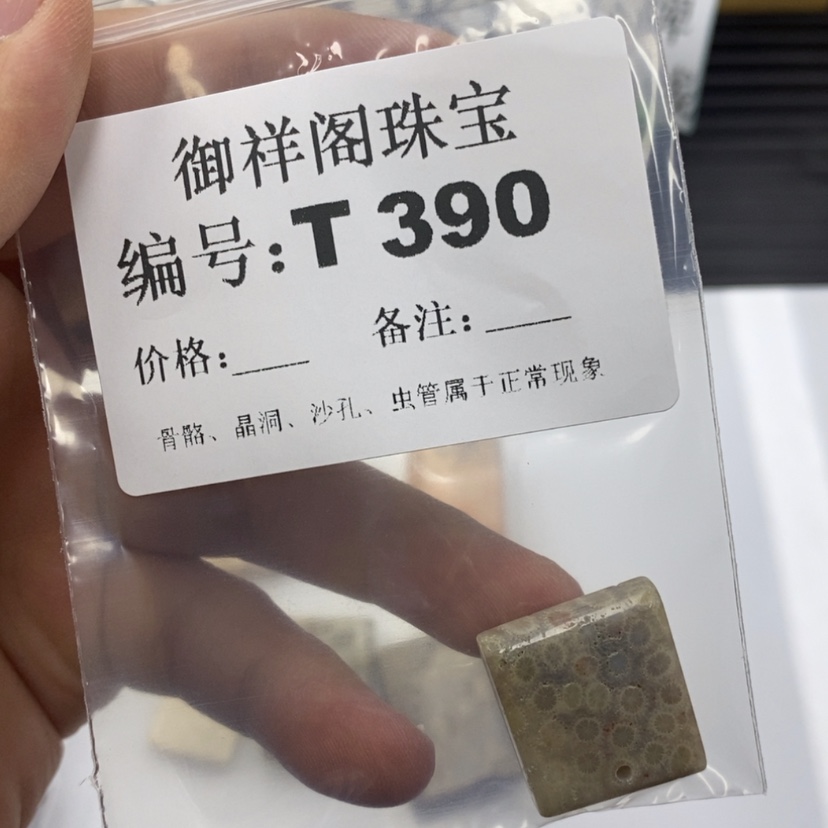 御祥阁珠宝
编号:T 390
价格:____ 备注:____
骨骼、晶洞、沙孔、虫管属于正常现象